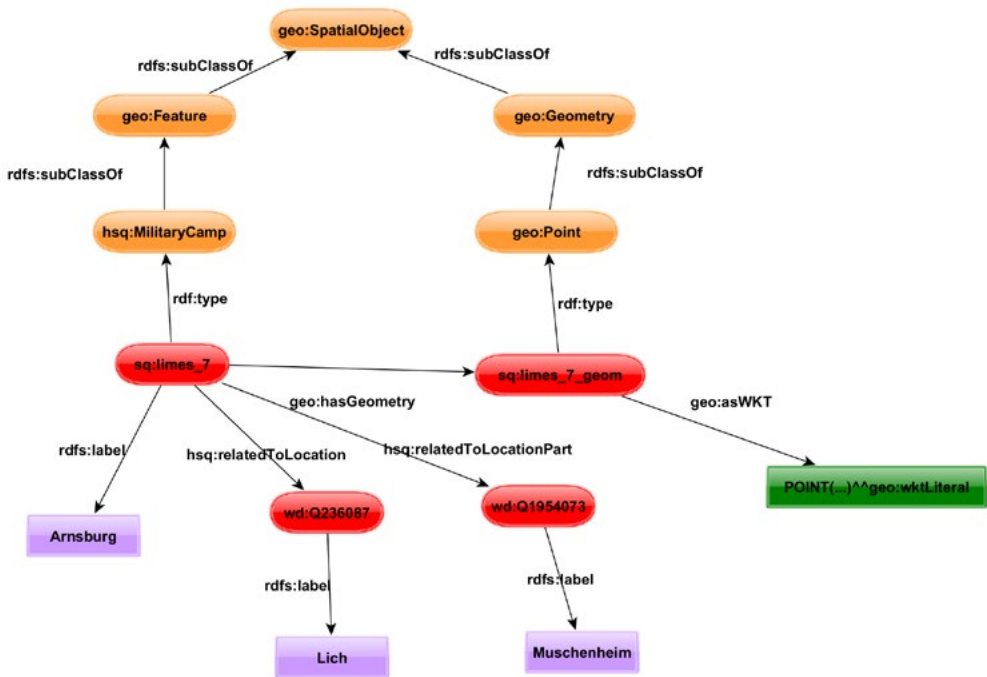 geo:SpatialObject
rdfs:subClassOf
rdfs:subClassOf
geo:Feature
geo:Geometry
rdfs:subClassOf
rdfs:subClassOf
hsq:MilitaryCamp
geo:Point
rdf:type
rdf:type
sq:limes_7
sq:limes_7_geom
geo:hasGeometry
geo:asWKT
rdfs:label
hsq:relatedToLocation
hsq:relatedToLocationPart
POINT(...)^^geo:wktLiteral
wd:Q236087
wd:Q1954073
Arnsburg
rdfs:label
rdfs:label
Lich
Muschenheim